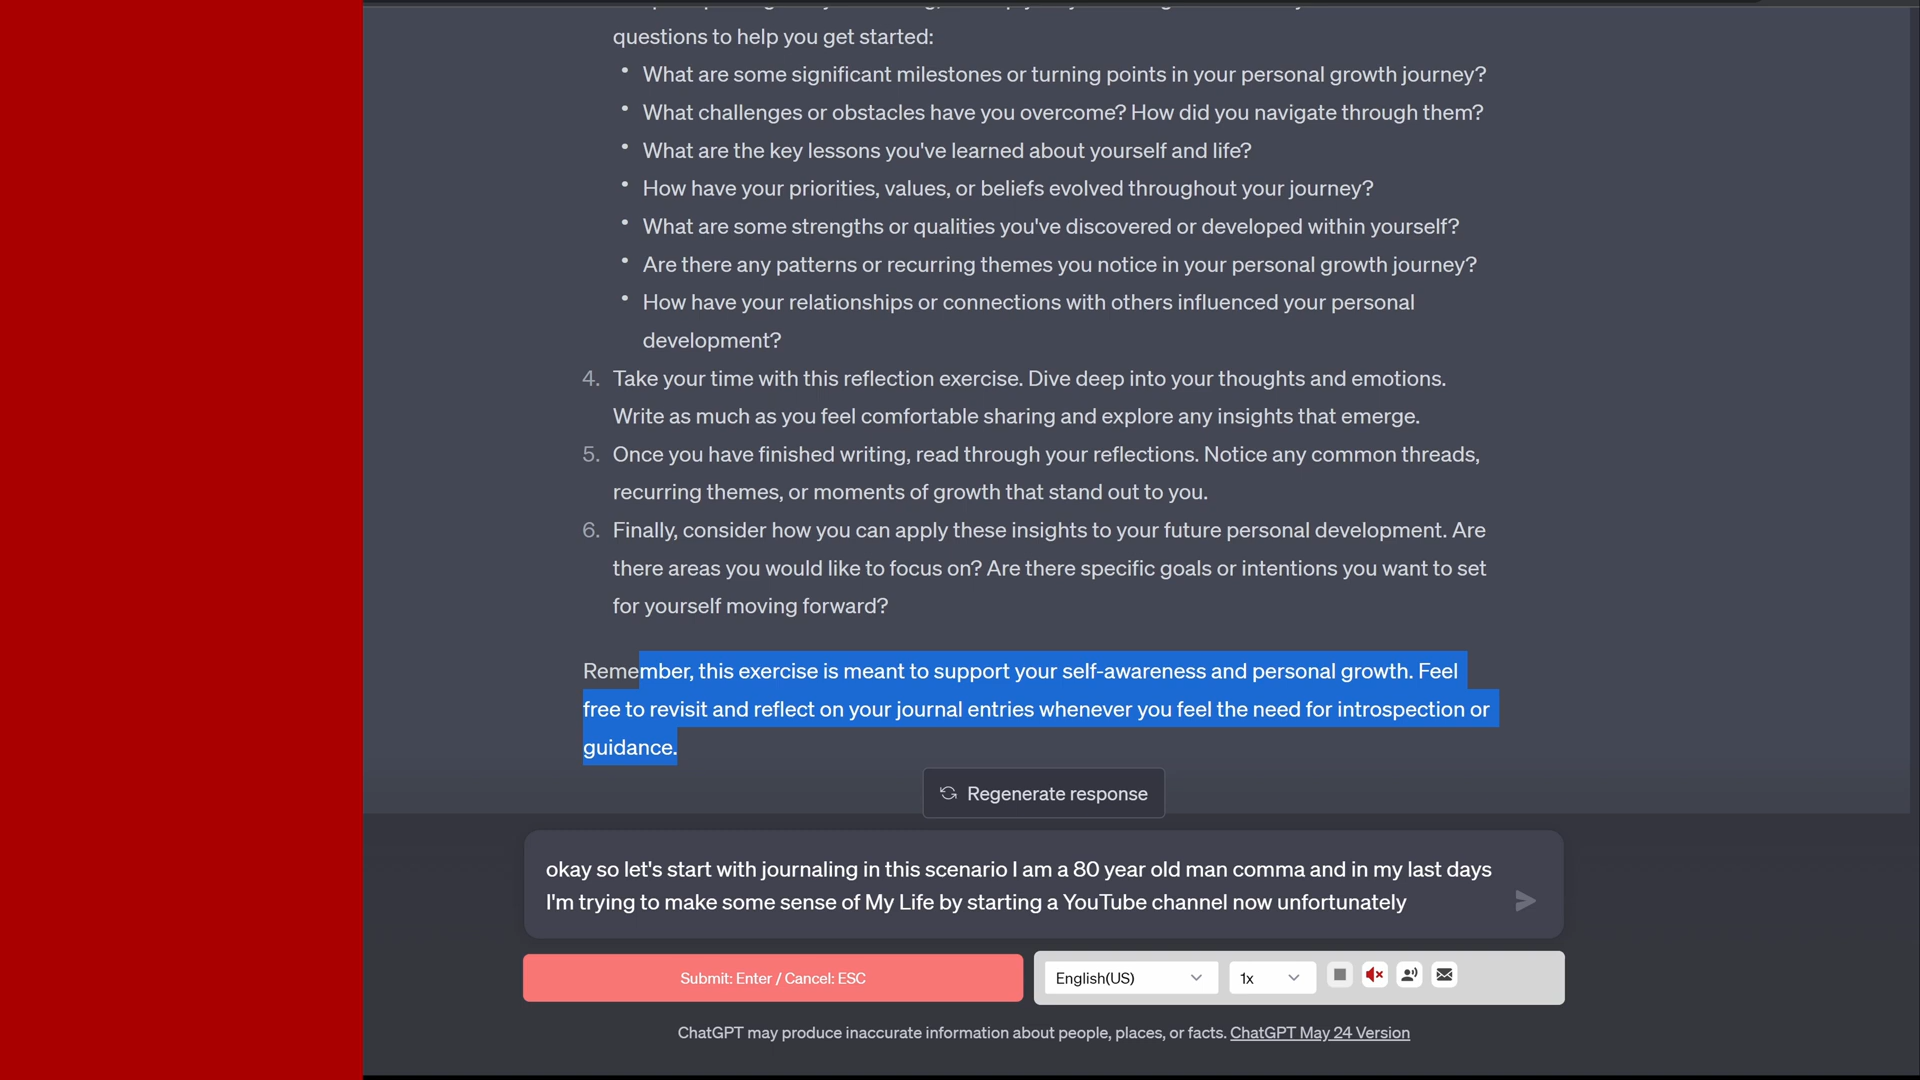 questions to help you get started:
• What are some significant milestones or turning points in your personal growth journey?
• What challenges or obstacles have you overcome? How did you navigate through them?
• What are the key lessons you've learned about yourself and life?
• How have your priorities, values, or beliefs evolved throughout your journey?
• What are some strengths or qualities you've discovered or developed within yourself?
• Are there any patterns or recurring themes you notice in your personal growth journey?
• How have your relationships or connections with others influenced your personal
development?
4. Take your time with this reflection exercise. Dive deep into your thoughts and emotions.
Write as much as you feel comfortable sharing and explore any insights that emerge.
5. Once you have finished writing, read through your reflections. Notice any common threads,
recurring themes, or moments of growth that stand out to you.
6. Finally, consider how you can apply these insights to your future personal development. Are
there areas you would like to focus on? Are there specific goals or intentions you want to set
for yourself moving forward?
Remember, this exercise is meant to support your self-awareness and personal growth. Feel
free to revisit and reflect on your journal entries whenever you feel the need for introspection or
guidance.
Regenerate response
okay so let's start with journaling in this scenario I am a 80 year old man comma and in my last days
I'm trying to make some sense of My Life by starting a YouTube channel now unfortunately
Submit: Enter / Cancel: ESC
English(US)
1x
ChatGPT may produce inaccurate information about people, places, or facts. ChatGPT May 24 Version